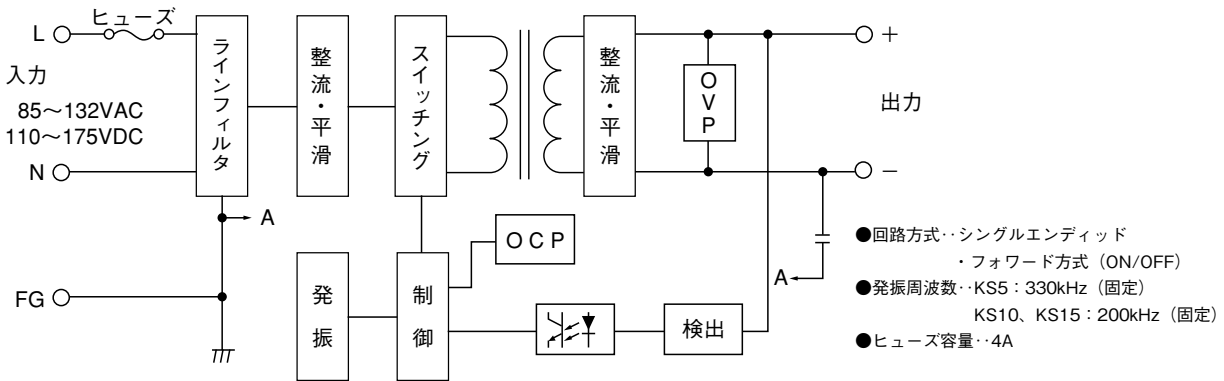 ヒューズ
L
入力
85～132VAC
110～175VDC
N
FG
ラインフィルタ
A
整流・平滑
スイッチング
整流・平滑
OVP
＋
出力
－
A
OCP
発振
制御
検出
●回路方式‥シングルエンディッド
・フォワード方式（ON/OFF）
●発振周波数‥KS5：330kHz（固定）
KS10、KS15：200kHz（固定）
●ヒューズ容量‥4A